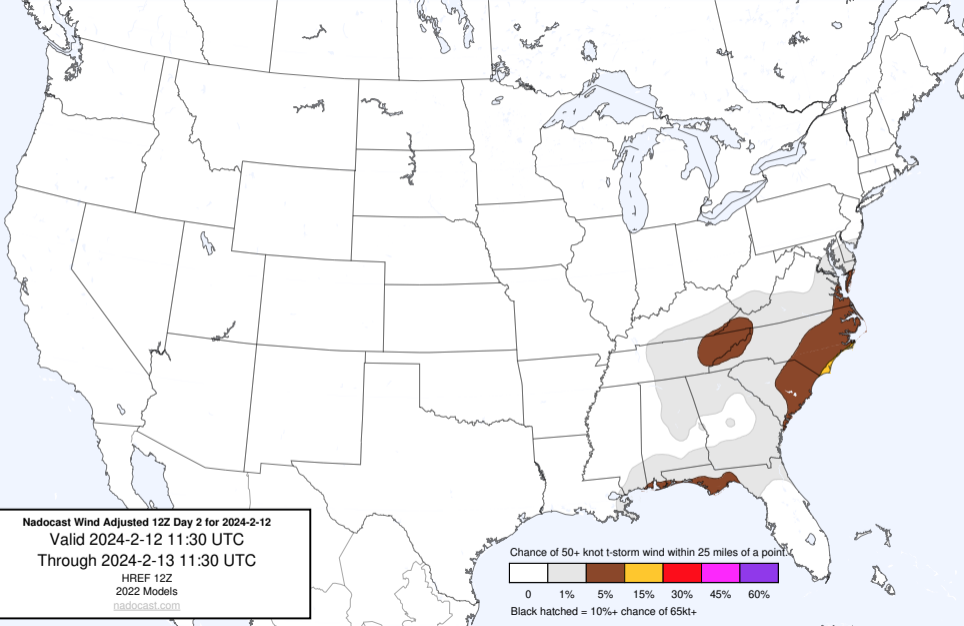 Nadocast Wind Adjusted 12Z Day 2 for 2024-2-12
Valid 2024-2-12 11:30 UTC
Through 2024-2-13 11:30 UTC
HREF 12Z
2022 Models
nadocast.com
Chance of 50+ knot t-storm wind within 25 miles of a point.
0 1% 5% 15% 30% 45% 60%
Black hatched = 10%+ chance of 65kt+